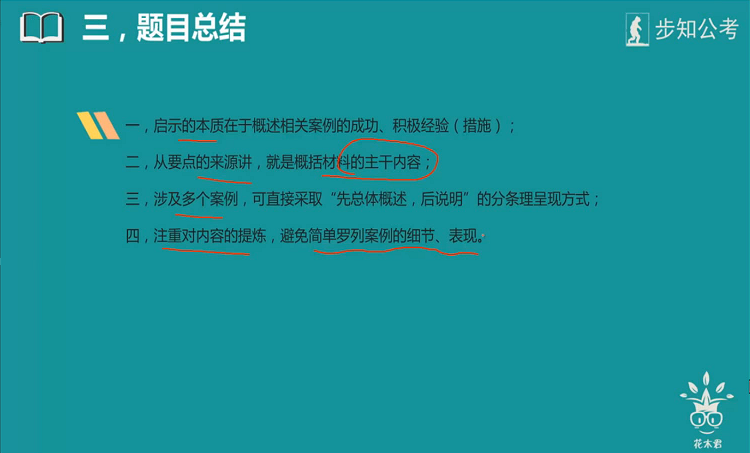 三，题目总结
步知公考
一，启示的本质在于概述相关案例的成功、积极经验（措施）；
二，从要点的来源讲，就是概括材料的主干内容；
三，涉及多个案例，可直接采取“先总体概述，后说明”的分条理呈现方式；
四，注重对内容的提炼，避免简单罗列案例的细节、表现。
花木君